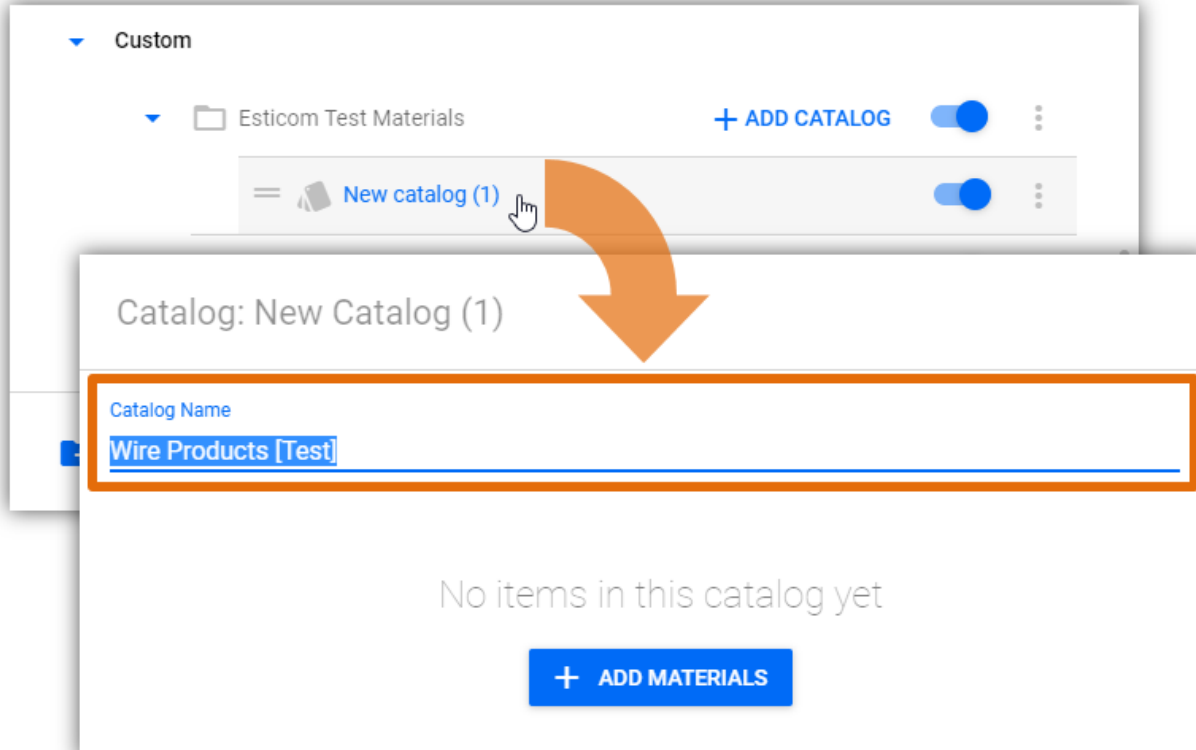 Custom
Esticom Test Materials
+ ADD CATALOG
New catalog (1)
Catalog: New Catalog (1)
Catalog Name
Wire Products [Test]
No items in this catalog yet
+ ADD MATERIALS